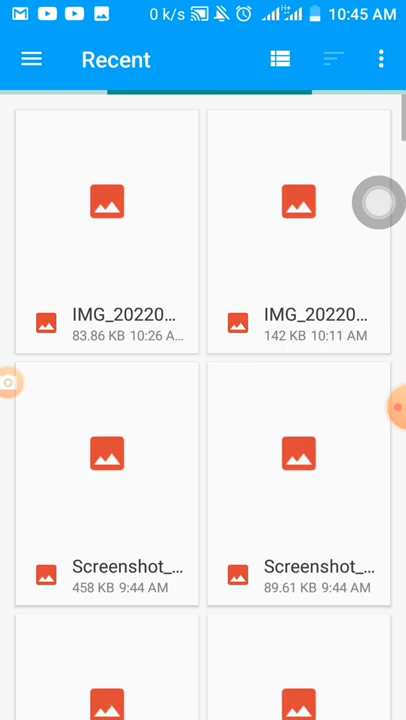 0 k/s 10:45 AM
Recent
IMG_20220...
83.86 KB 10:26 A...
IMG_20220...
142 KB 10:11 AM
Screenshot_...
458 KB 9:44 AM
Screenshot_...
89.61 KB 9:44 AM